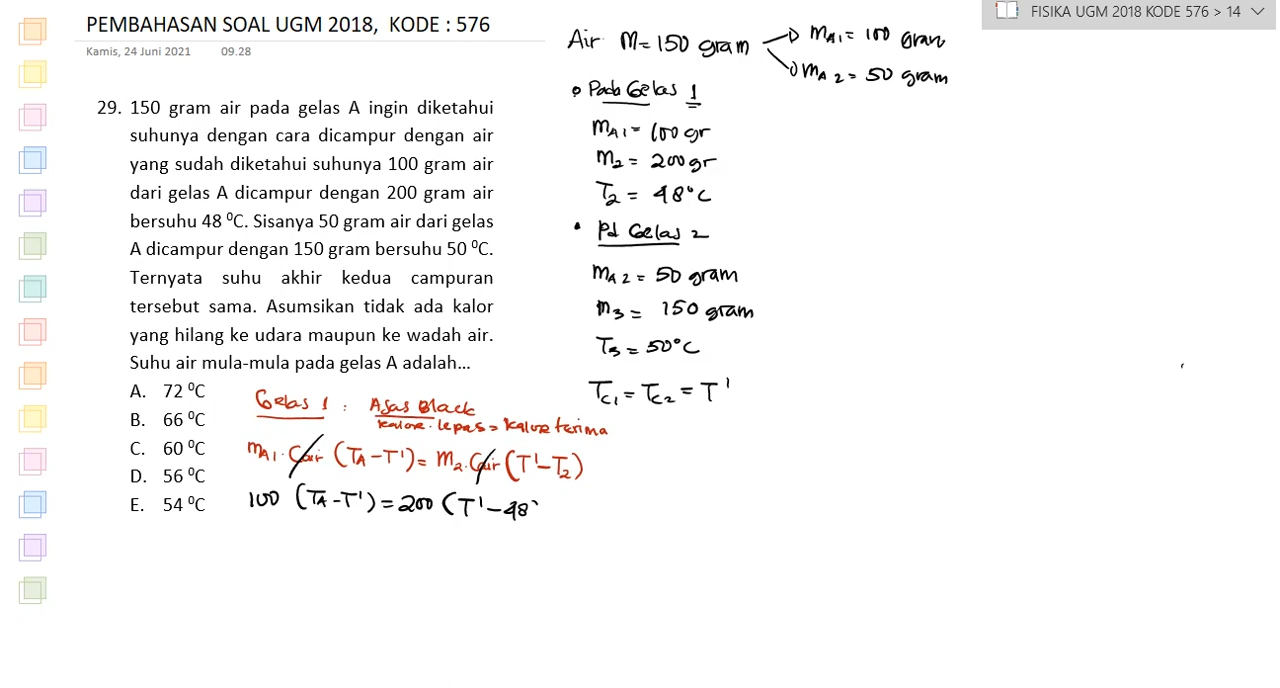 PEMBAHASAN SOAL UGM 2018, KODE : 576
Kamis, 24 Juni 2021 09.28
FISIKA UGM 2018 KODE 576 > 14
29. 150 gram air pada gelas A ingin diketahui
suhunya dengan cara dicampur dengan air
yang sudah diketahui suhunya 100 gram air
dari gelas A dicampur dengan 200 gram air
bersuhu 48 ⁰C. Sisanya 50 gram air dari gelas
A dicampur dengan 150 gram bersuhu 50 ⁰C.
Ternyata suhu akhir kedua campuran
tersebut sama. Asumsikan tidak ada kalor
yang hilang ke udara maupun ke wadah air.
Suhu air mula-mula pada gelas A adalah...
A. 72 ⁰C
B. 66 ⁰C
C. 60 ⁰C
D. 56 ⁰C
E. 54 ⁰C
Air M = 150 gram
mA1 = 100 gram
mA2 = 50 gram
Pada Gelas 1
mA1 = 100 gr
m2 = 200 gr
T2 = 48°C
Pd Gelas 2
mA2 = 50 gram
m3 = 150 gram
T3 = 50°C
Tc1 = Tc2 = T'
Gelas 1 : Asas Black
kalor lepas = kalor terima
mA1 . Cair (TA - T') = m2 . Cair (T' - T2)
100 (TA - T') = 200 (T' - 48